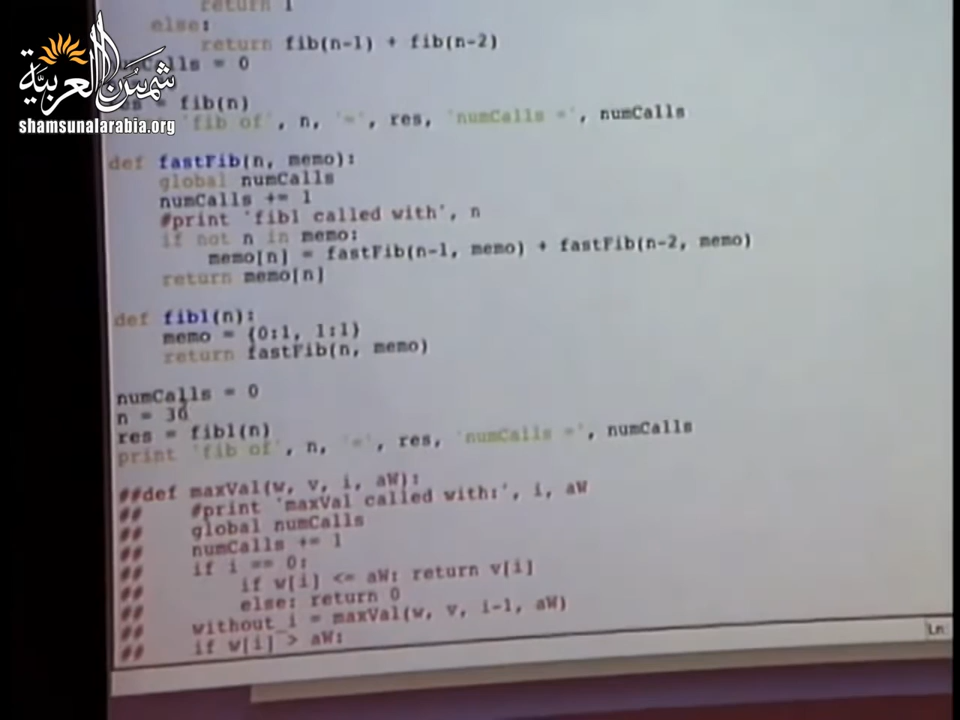 شمس العربية
shamsunalarabia.org
return 1
else:
return fib(n-1) + fib(n-2)
= 0
= fib(n)
'fib of', n, '=', res, 'numCalls =', numCalls
def fastFib(n, memo):
global numCalls
numCalls += 1
#print 'fib1 called with', n
if not n in memo:
memo[n] = fastFib(n-1, memo) + fastFib(n-2, memo)
return memo[n]
def fib1(n):
memo = {0:1, 1:1}
return fastFib(n, memo)
numCalls = 0
n = 30
res = fib1(n)
print 'fib of', n, '=', res, 'numCalls =', numCalls
##def maxVal(w, v, i, aW):
## #print 'maxVal called with:', i, aW
## global numCalls
## numCalls += 1
## if i == 0:
## if w[i] <= aW: return v[i]
## else: return 0
## without_i = maxVal(w, v, i-1, aW)
## if w[i] > aW:
Ln: